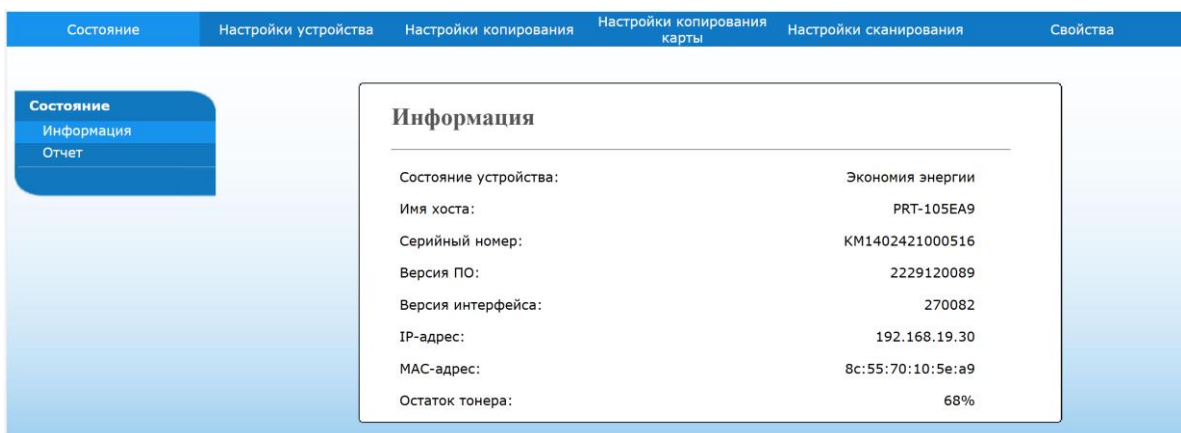 Состояние
Настройки устройства
Настройки копирования
Настройки копирования
карты
Настройки сканирования
Свойства
Состояние
Информация
Отчет
Информация
Состояние устройства: Экономия энергии
Имя хоста: PRT-105EA9
Серийный номер: KM1402421000516
Версия ПО: 2229120089
Версия интерфейса: 270082
IP-адрес: 192.168.19.30
МАС-адрес: 8c:55:70:10:5e:a9
Остаток тонера: 68%